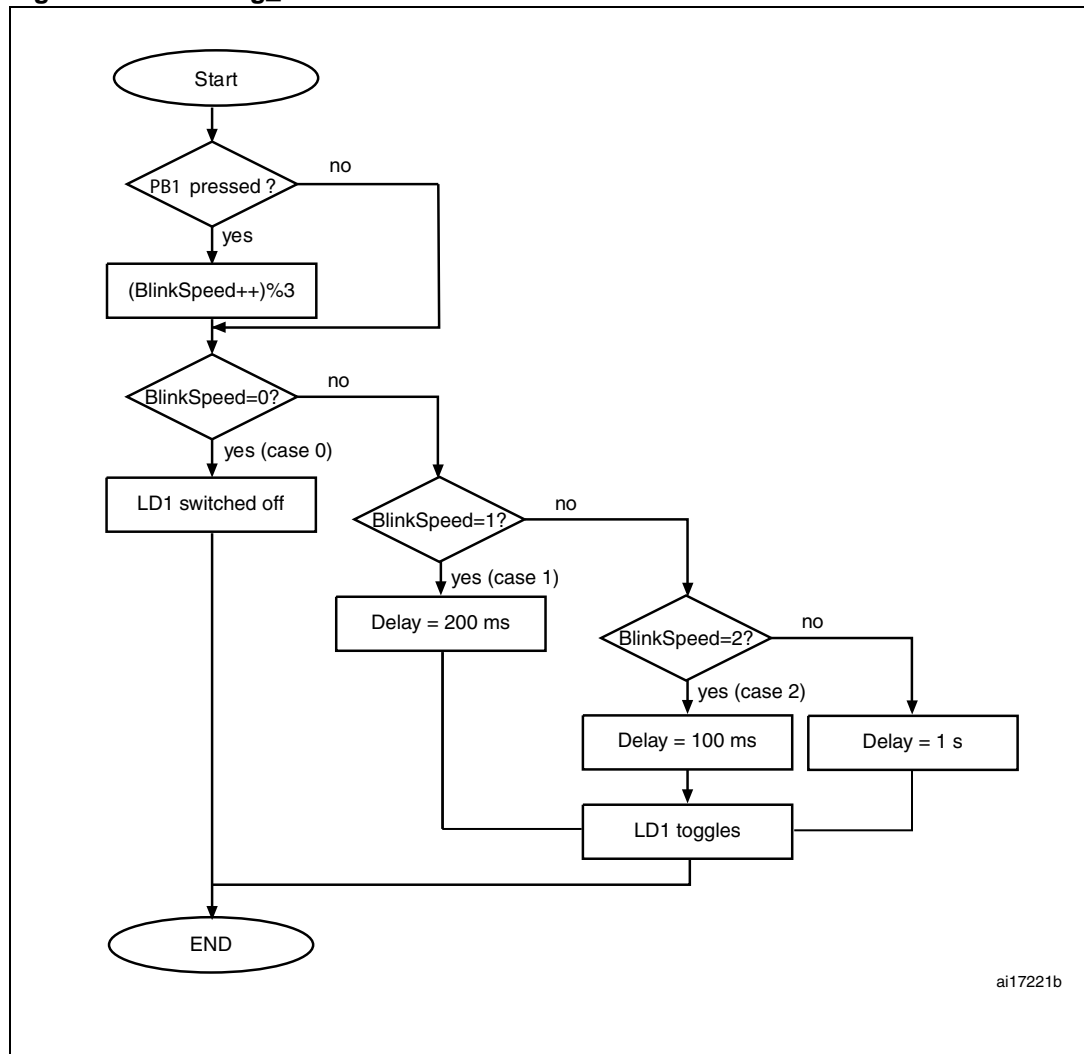 Start
PB1 pressed ?
no
yes
(BlinkSpeed++)%3
BlinkSpeed=0?
no
yes (case 0)
LD1 switched off
BlinkSpeed=1?
no
yes (case 1)
Delay = 200 ms
BlinkSpeed=2?
no
yes (case 2)
Delay = 100 ms
Delay = 1 s
LD1 toggles
END
ai17221b